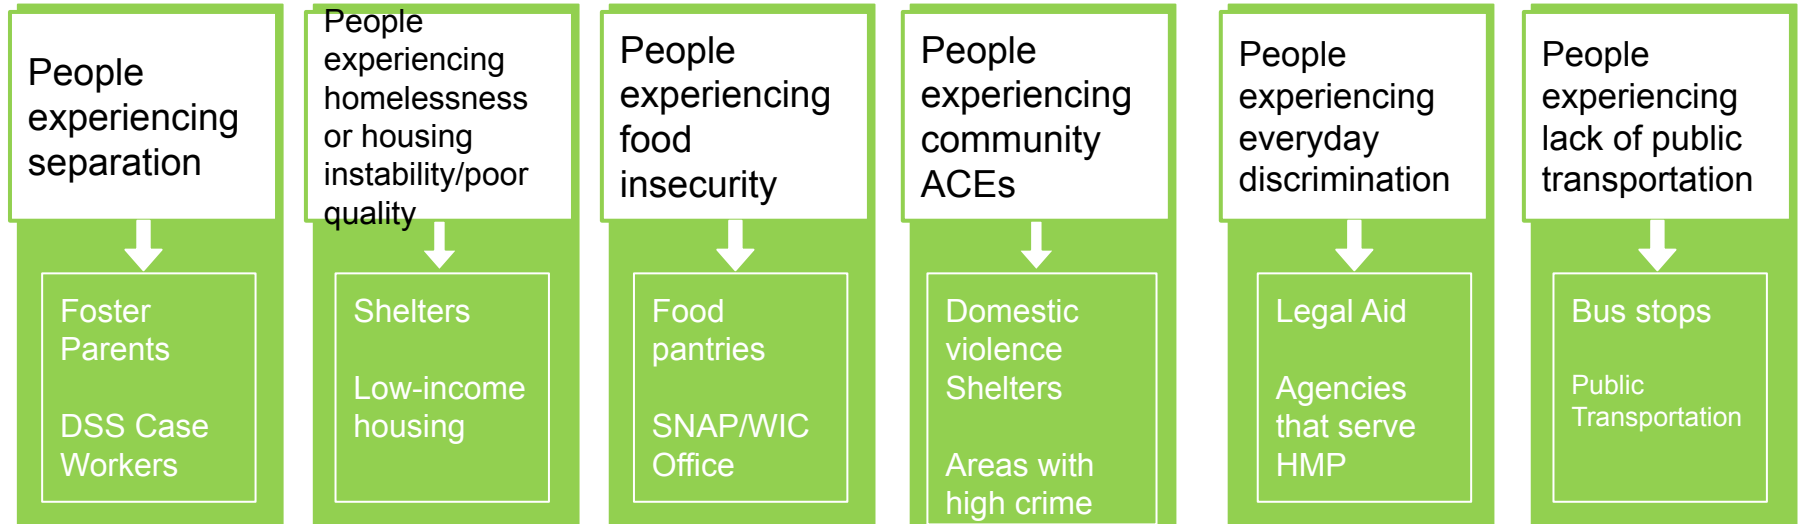 People
experiencing
separation
Foster
Parents
DSS Case
Workers
People
experiencing
homelessness
or housing
instability/poor
quality
Shelters
Low-income
housing
People
experiencing
food
insecurity
Food
pantries
SNAP/WIC
Office
People
experiencing
community
ACEs
Domestic
violence
Shelters
Areas with
high crime
People
experiencing
everyday
discrimination
Legal Aid
Agencies
that serve
HMP
People
experiencing
lack of public
transportation
Bus stops
Public
Transportation